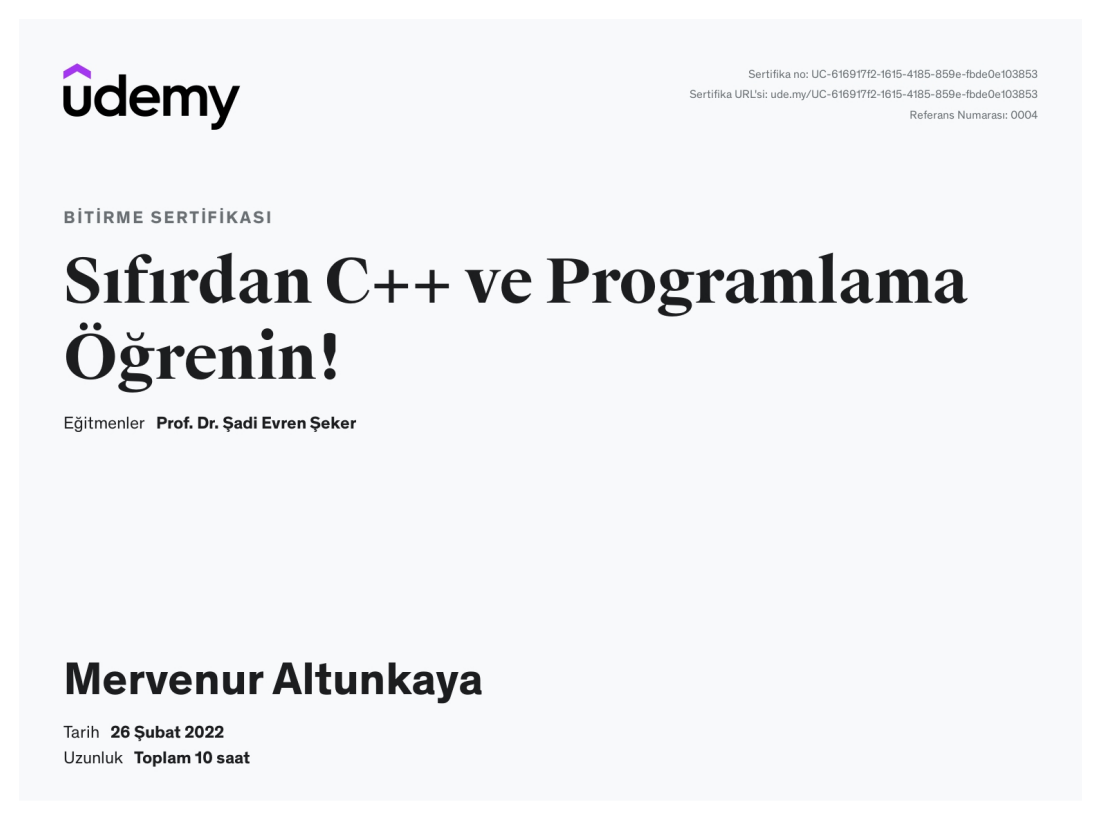 udemy
Sertifika no: UC-616917f2-1615-4185-859e-fbde0e103853
Sertifika URL'si: ude.my/UC-616917f2-1615-4185-859e-fbde0e103853
Referans Numarası: 0004
BİTİRME SERTİFİKASI
Sıfırdan C++ ve Programlama
Öğrenin!
Eğitmenler Prof. Dr. Şadi Evren Şeker
Mervenur Altunkaya
Tarih 26 Şubat 2022
Uzunluk Toplam 10 saat